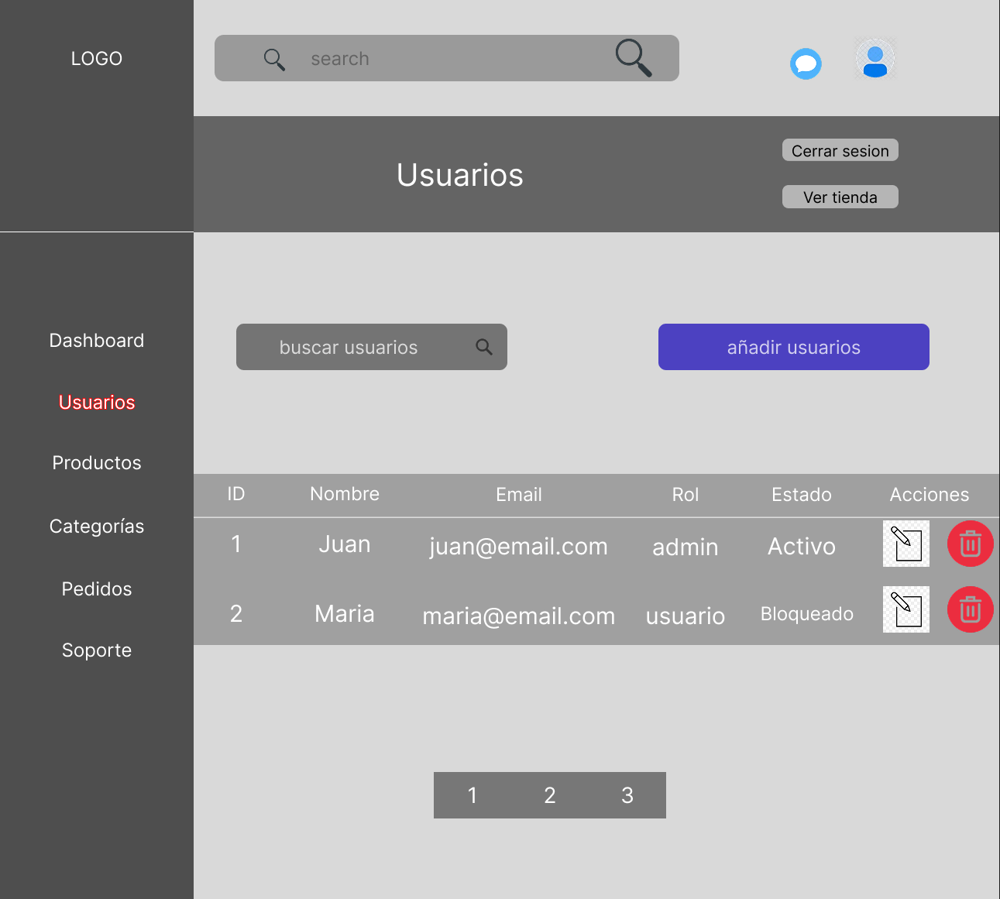 LOGO
search
Usuarios
Cerrar sesion
Ver tienda
Dashboard
Usuarios
Productos
Categorías
Pedidos
Soporte
buscar usuarios
añadir usuarios
ID Nombre Email Rol Estado Acciones
1 Juan juan@email.com admin Activo
2 Maria maria@email.com usuario Bloqueado
1 2 3